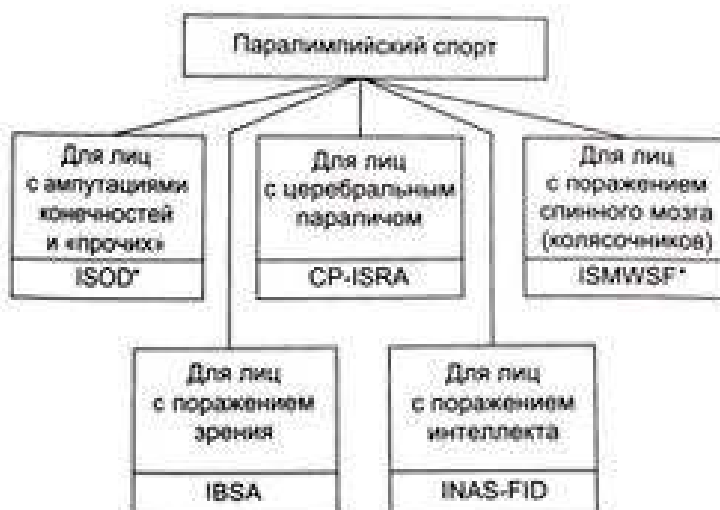 Паралимпийский спорт
Для лиц
с ампутациями
конечностей
и «прочих»
ISOD*
Для лиц
с церебральным
параличом
CP-ISRA
Для лиц
с поражением
спинного мозга
(колясочников)
ISMWSF*
Для лиц
с поражением
зрения
IBSA
Для лиц
с поражением
интеллекта
INAS-FID